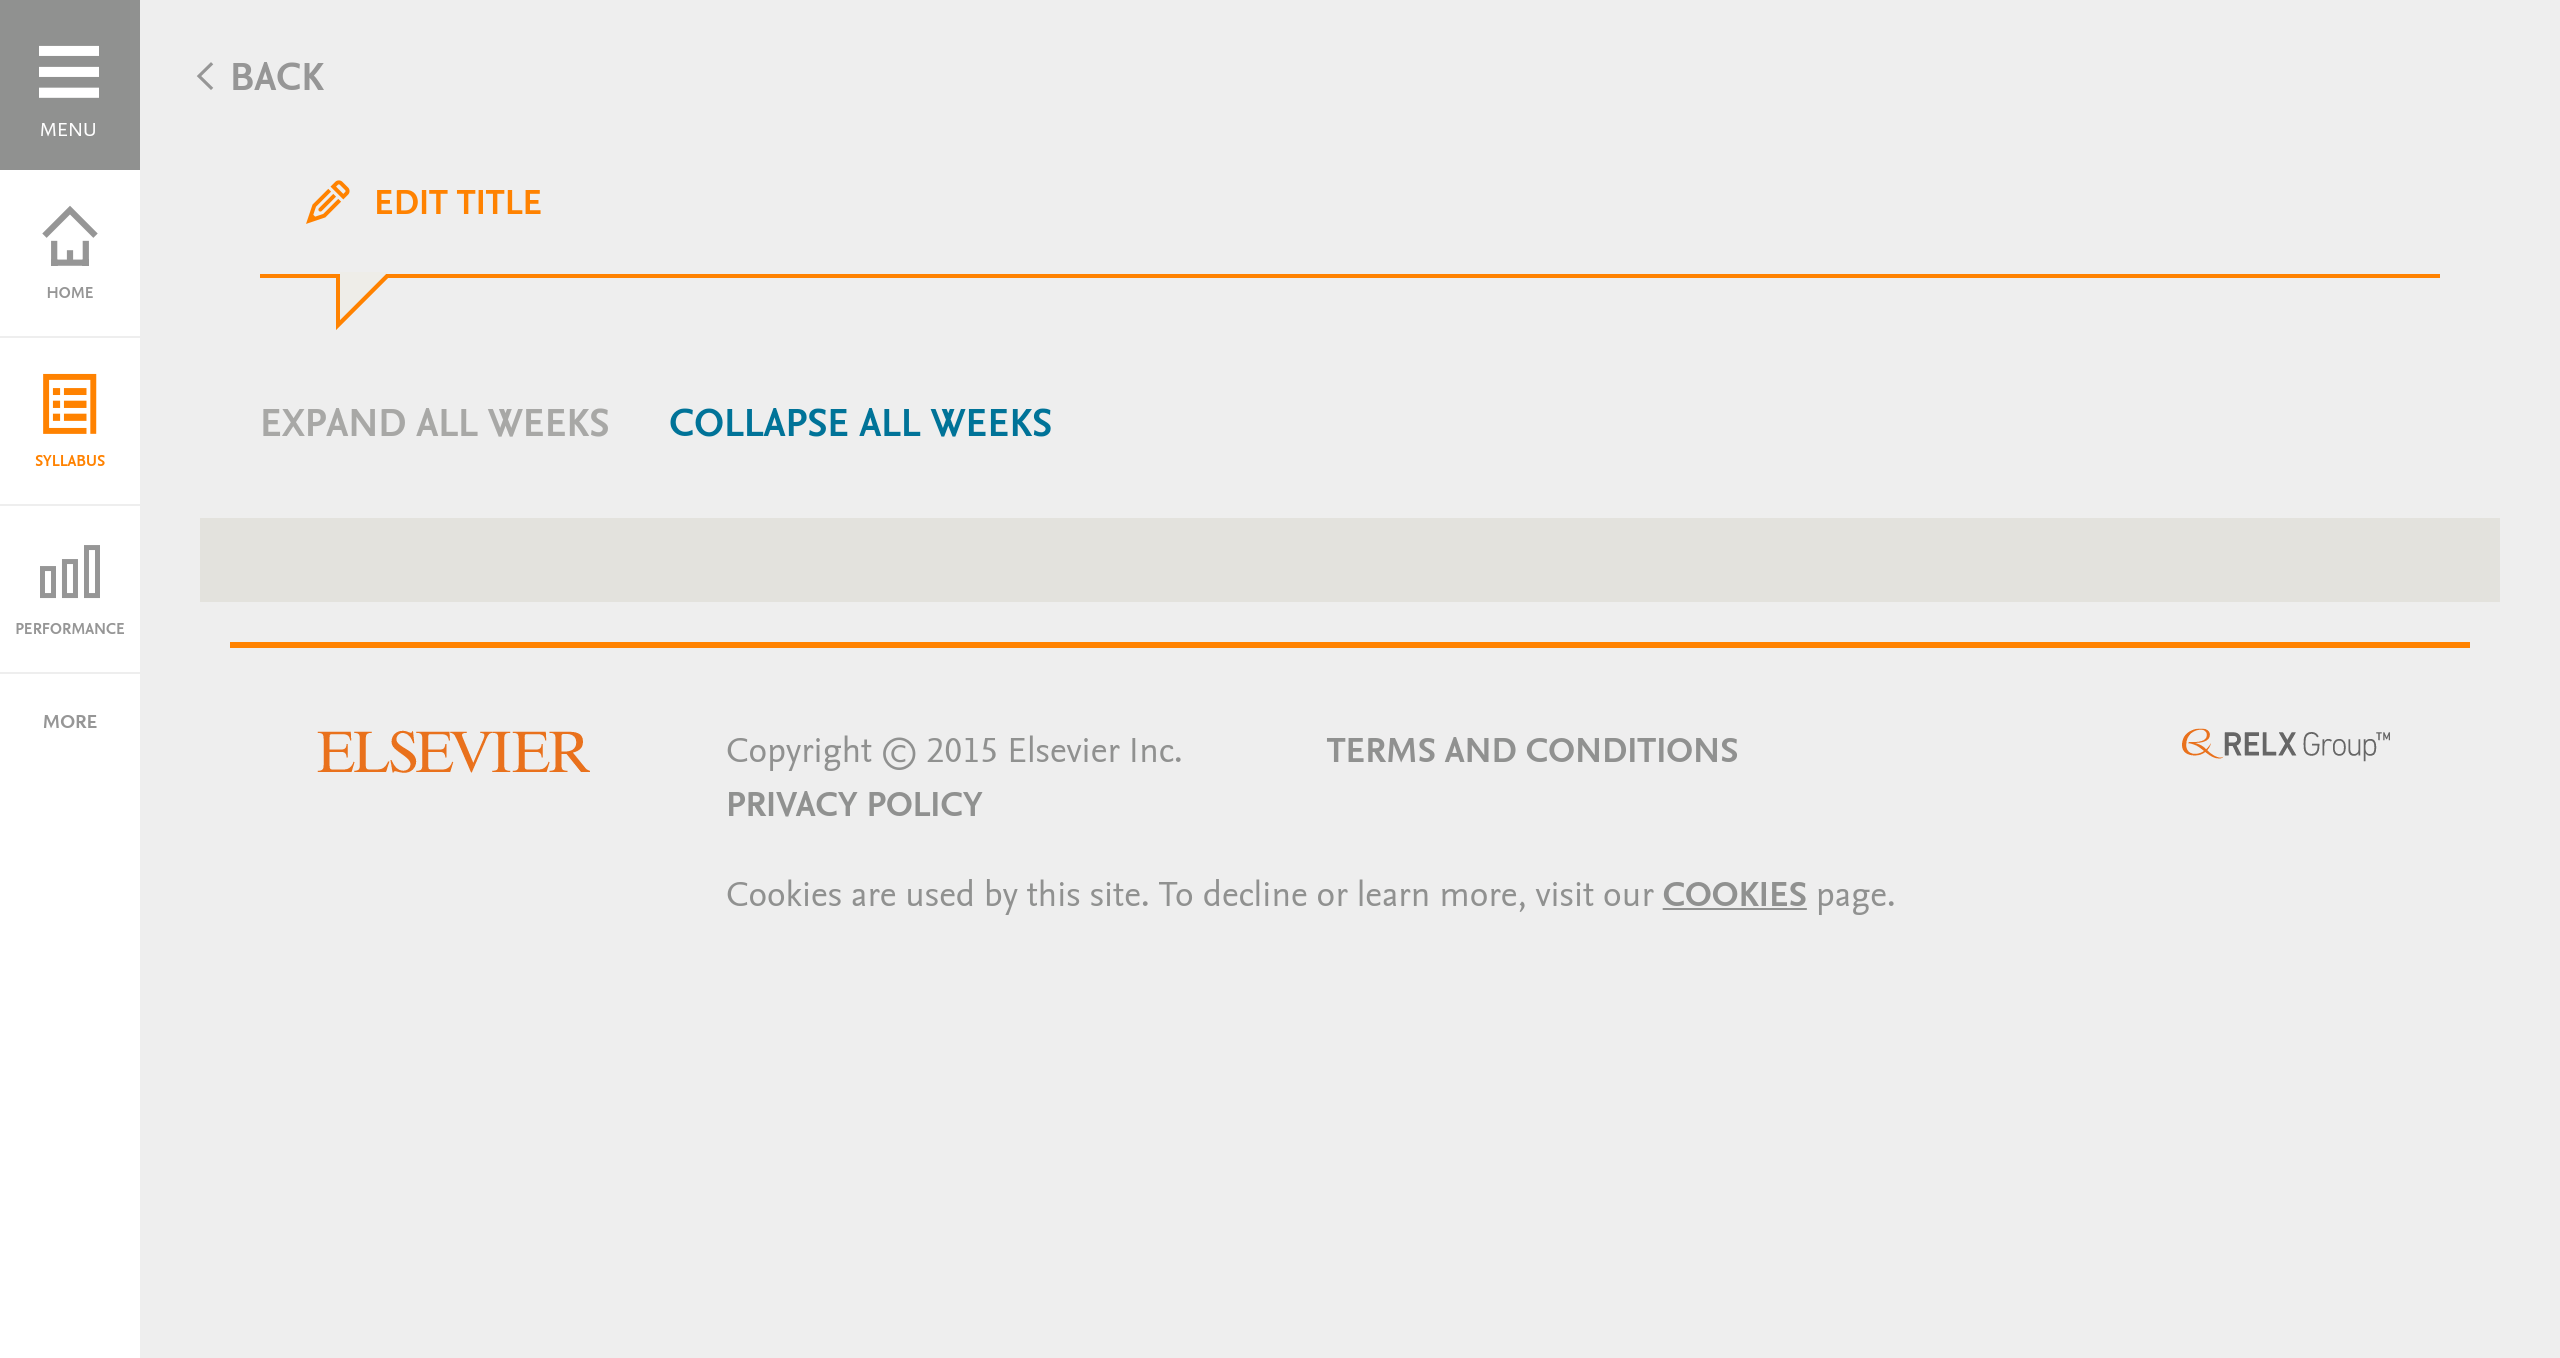 MENU
HOME
SYLLABUS
PERFORMANCE
MORE
BACK
EDIT TITLE
EXPAND ALL WEEKS
COLLAPSE ALL WEEKS
ELSEVIER
Copyright © 2015 Elsevier Inc.
TERMS AND CONDITIONS
PRIVACY POLICY
Cookies are used by this site. To decline or learn more, visit our COOKIES page.
RELX Group™